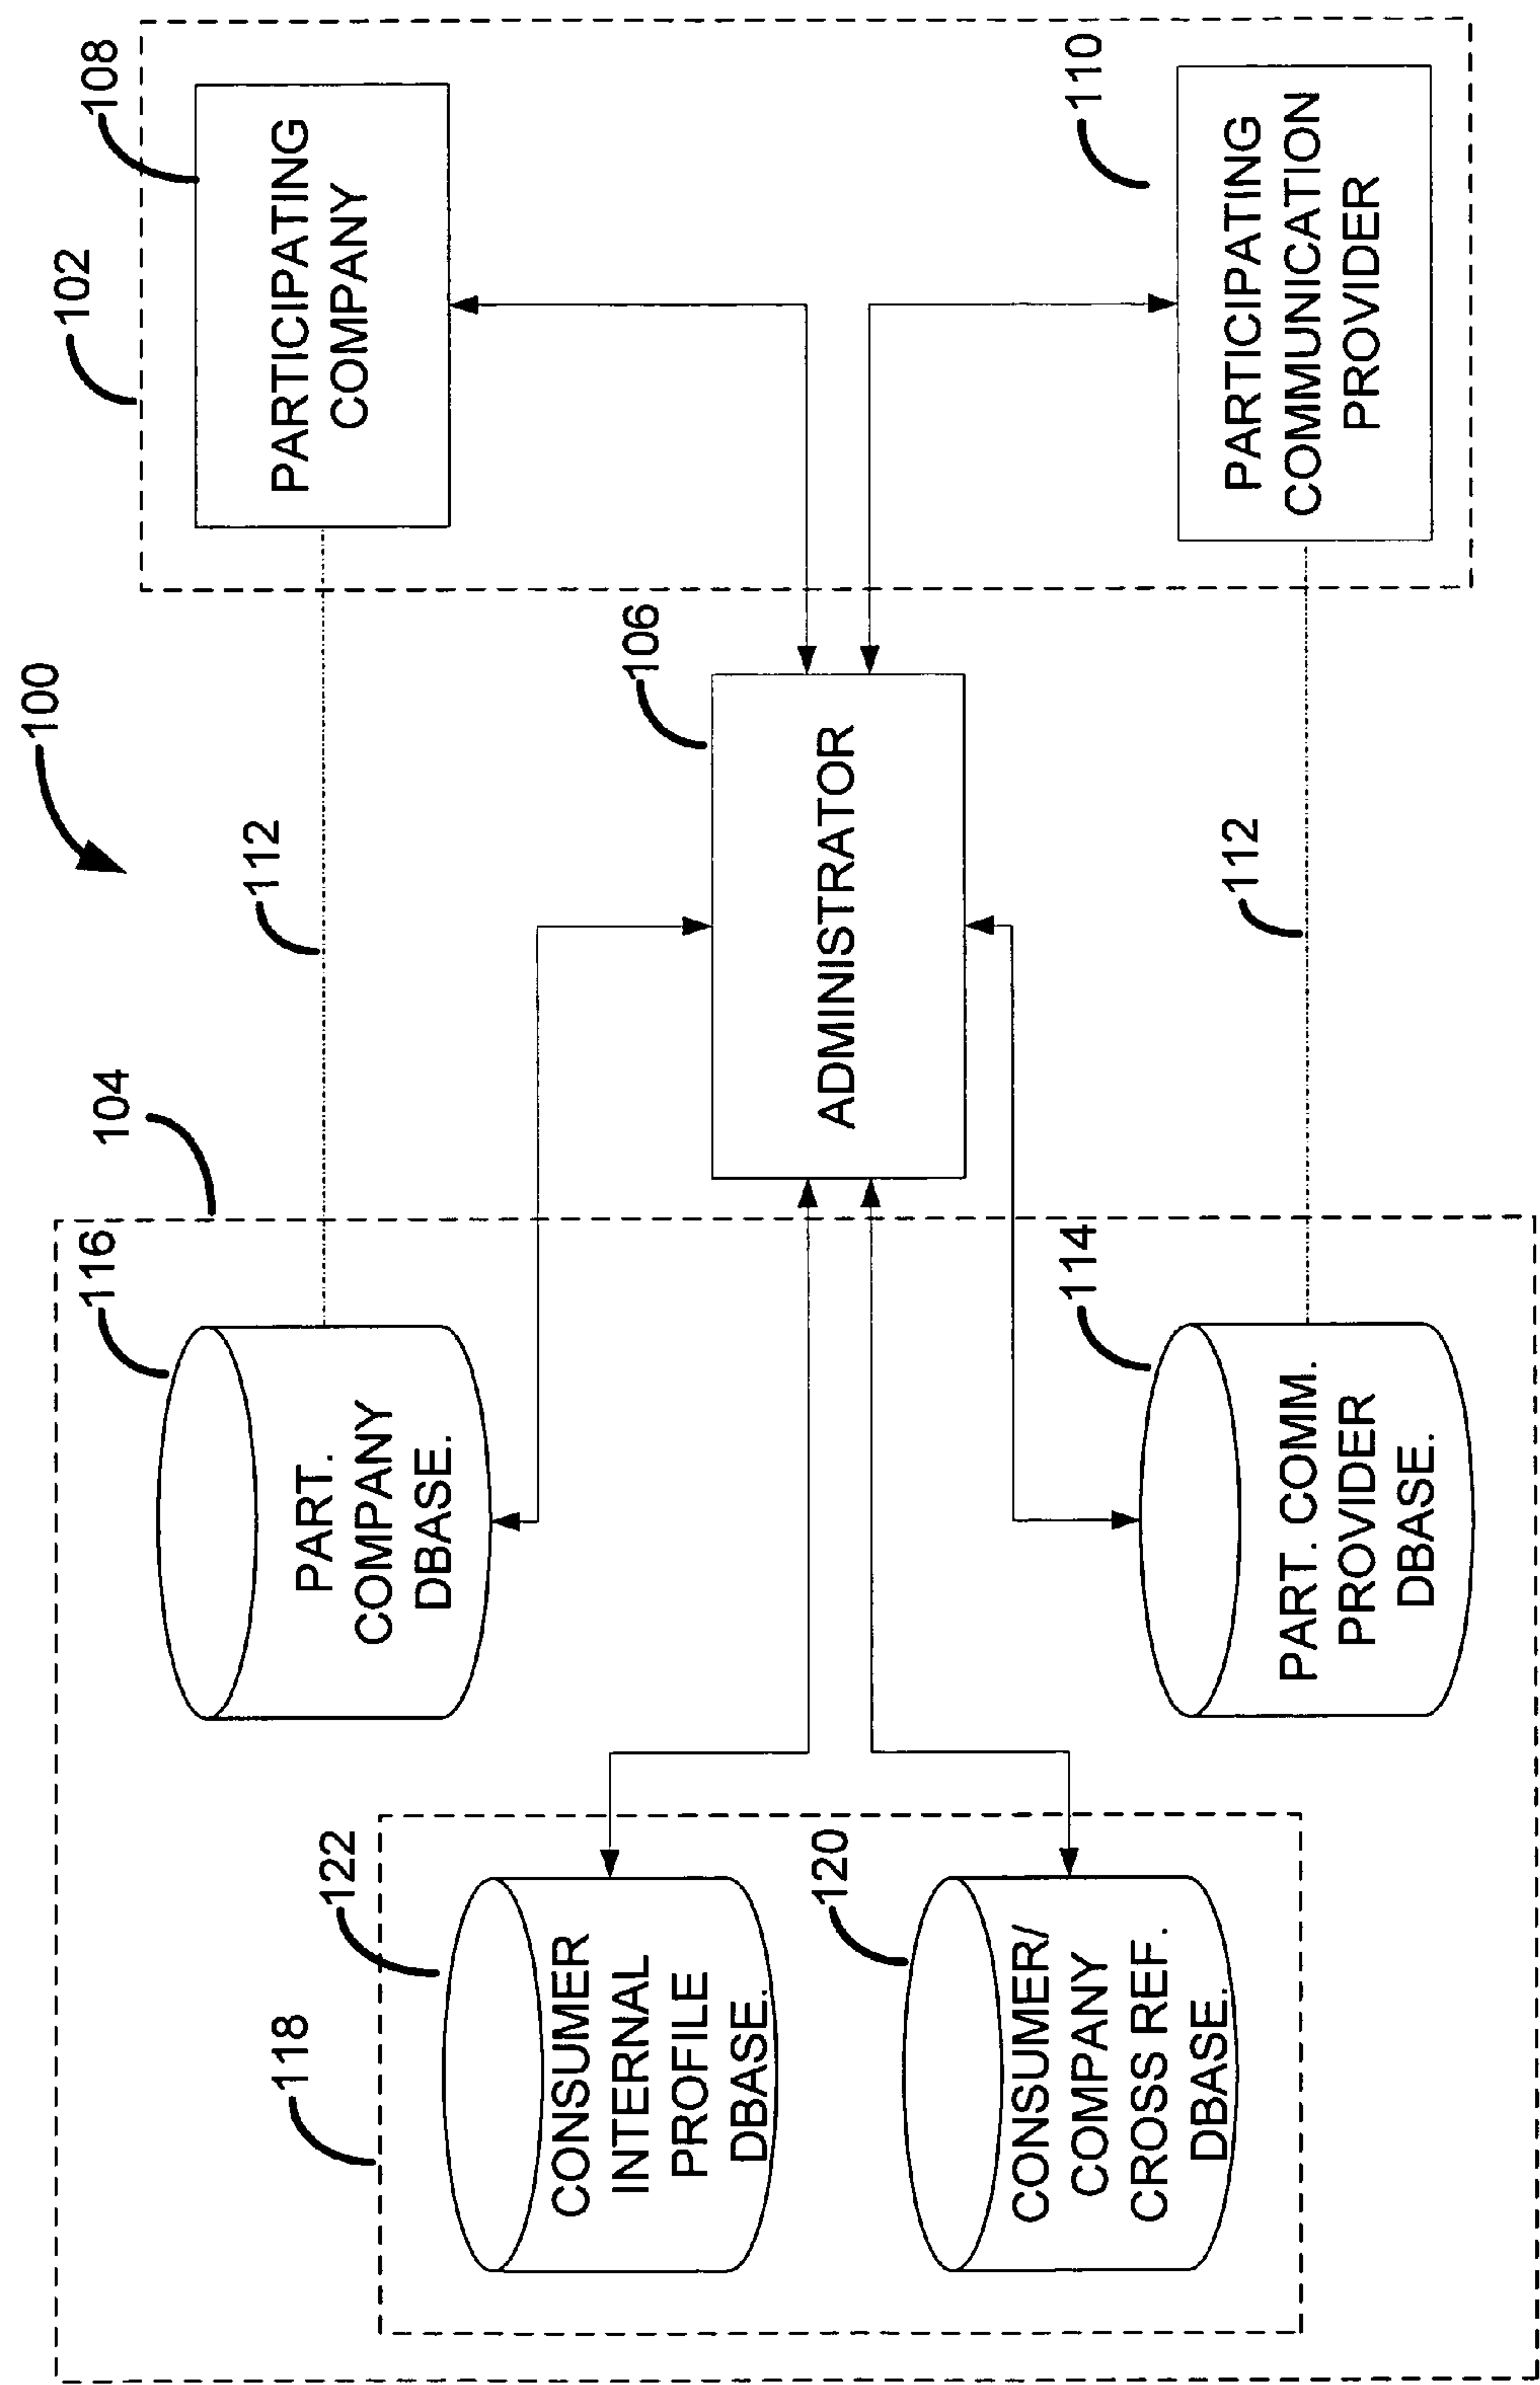 100
104
116
PART.
COMPANY
DBASE.
112
102
108
PARTICIPATING
COMPANY
118
122
CONSUMER
INTERNAL
PROFILE
DBASE.
106
ADMINISTRATOR
120
CONSUMER/
COMPANY
CROSS REF.
DBASE.
114
PART. COMM.
PROVIDER
DBASE.
112
110
PARTICIPATING
COMMUNICATION
PROVIDER